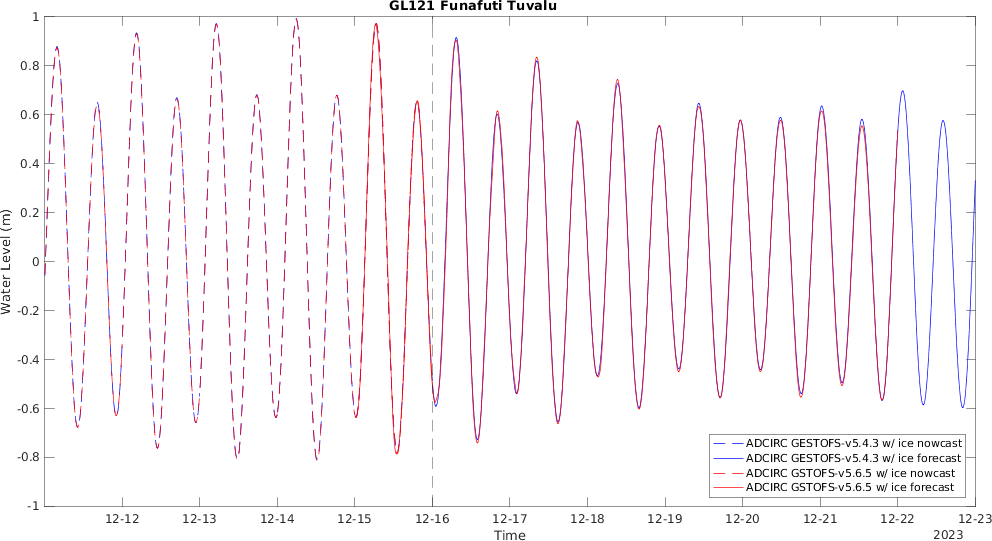 GL121 Funafuti Tuvalu
1
0.8
0.6
0.4
0.2
0
-0.2
-0.4
-0.6
-0.8
-1
Water Level (m)
ADCIRC GESTOFS-v5.4.3 w/ ice nowcast
ADCIRC GESTOFS-v5.4.3 w/ ice forecast
ADCIRC GSTOFS-v5.6.5 w/ ice nowcast
ADCIRC GSTOFS-v5.6.5 w/ ice forecast
12-12 12-13 12-14 12-15 12-16 12-17 12-18 12-19 12-20 12-21 12-22 12-23
Time
2023